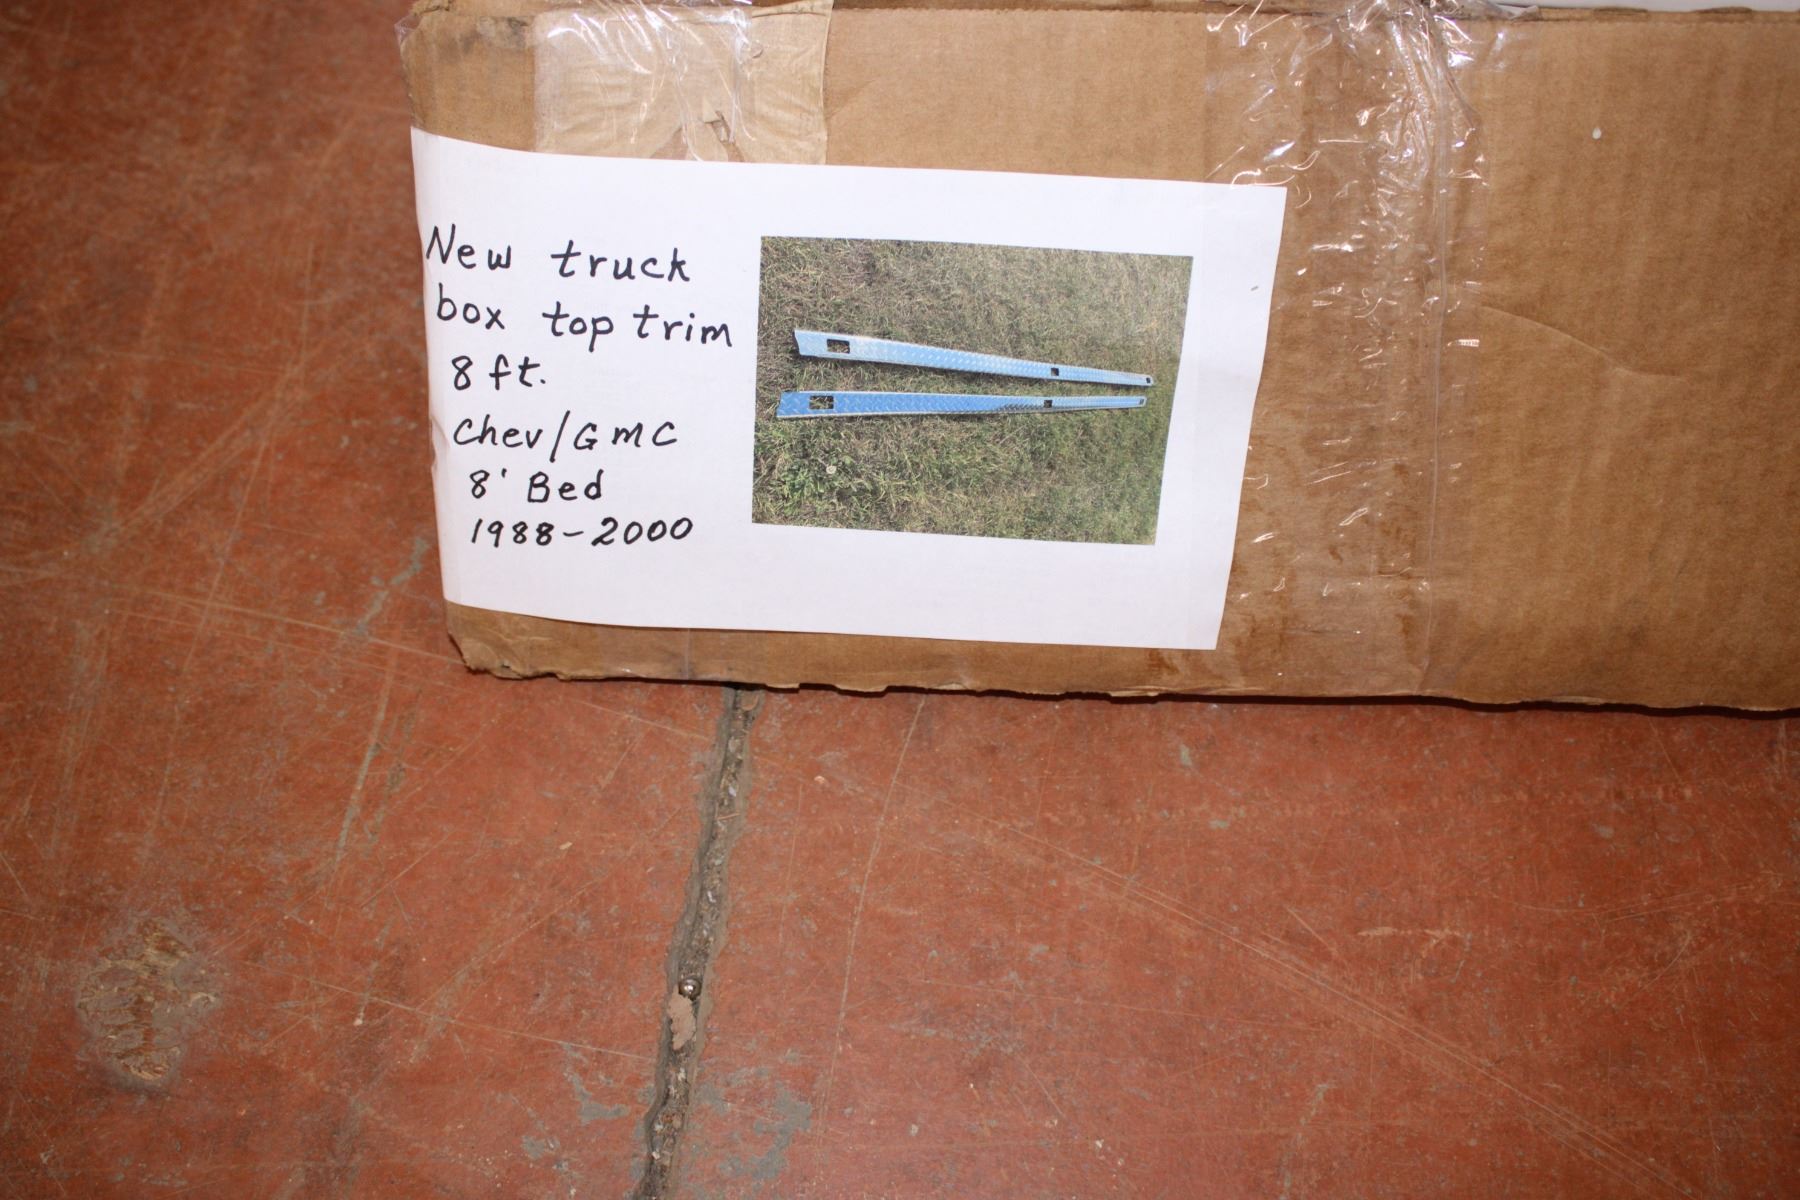 New truck
box top trim
8 ft.
Chev/GMC
8' Bed
1988-2000